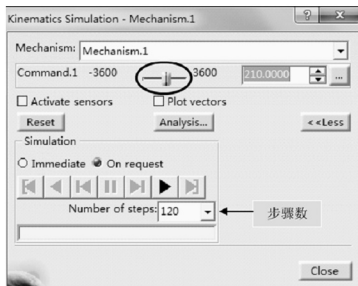 Kinematics Simulation - Mechanism.1
Mechanism: Mechanism.1
Command.1 -3600 3600 210.0000 ...
Activate sensors Plot vectors
Reset Analysis... <<Less
Simulation
Immediate On request
Number of steps: 120 步骤数
Close